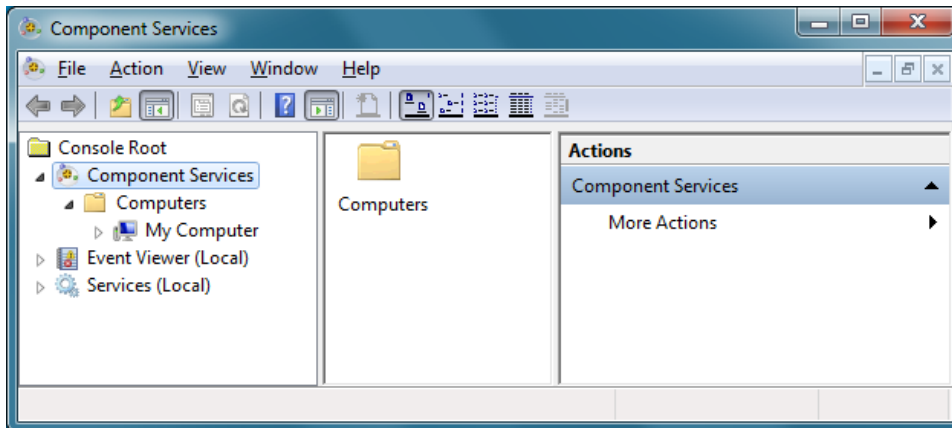 Component Services
File Action View Window Help
Console Root
Component Services
Computers
My Computer
Event Viewer (Local)
Services (Local)
Computers
Actions
Component Services
More Actions